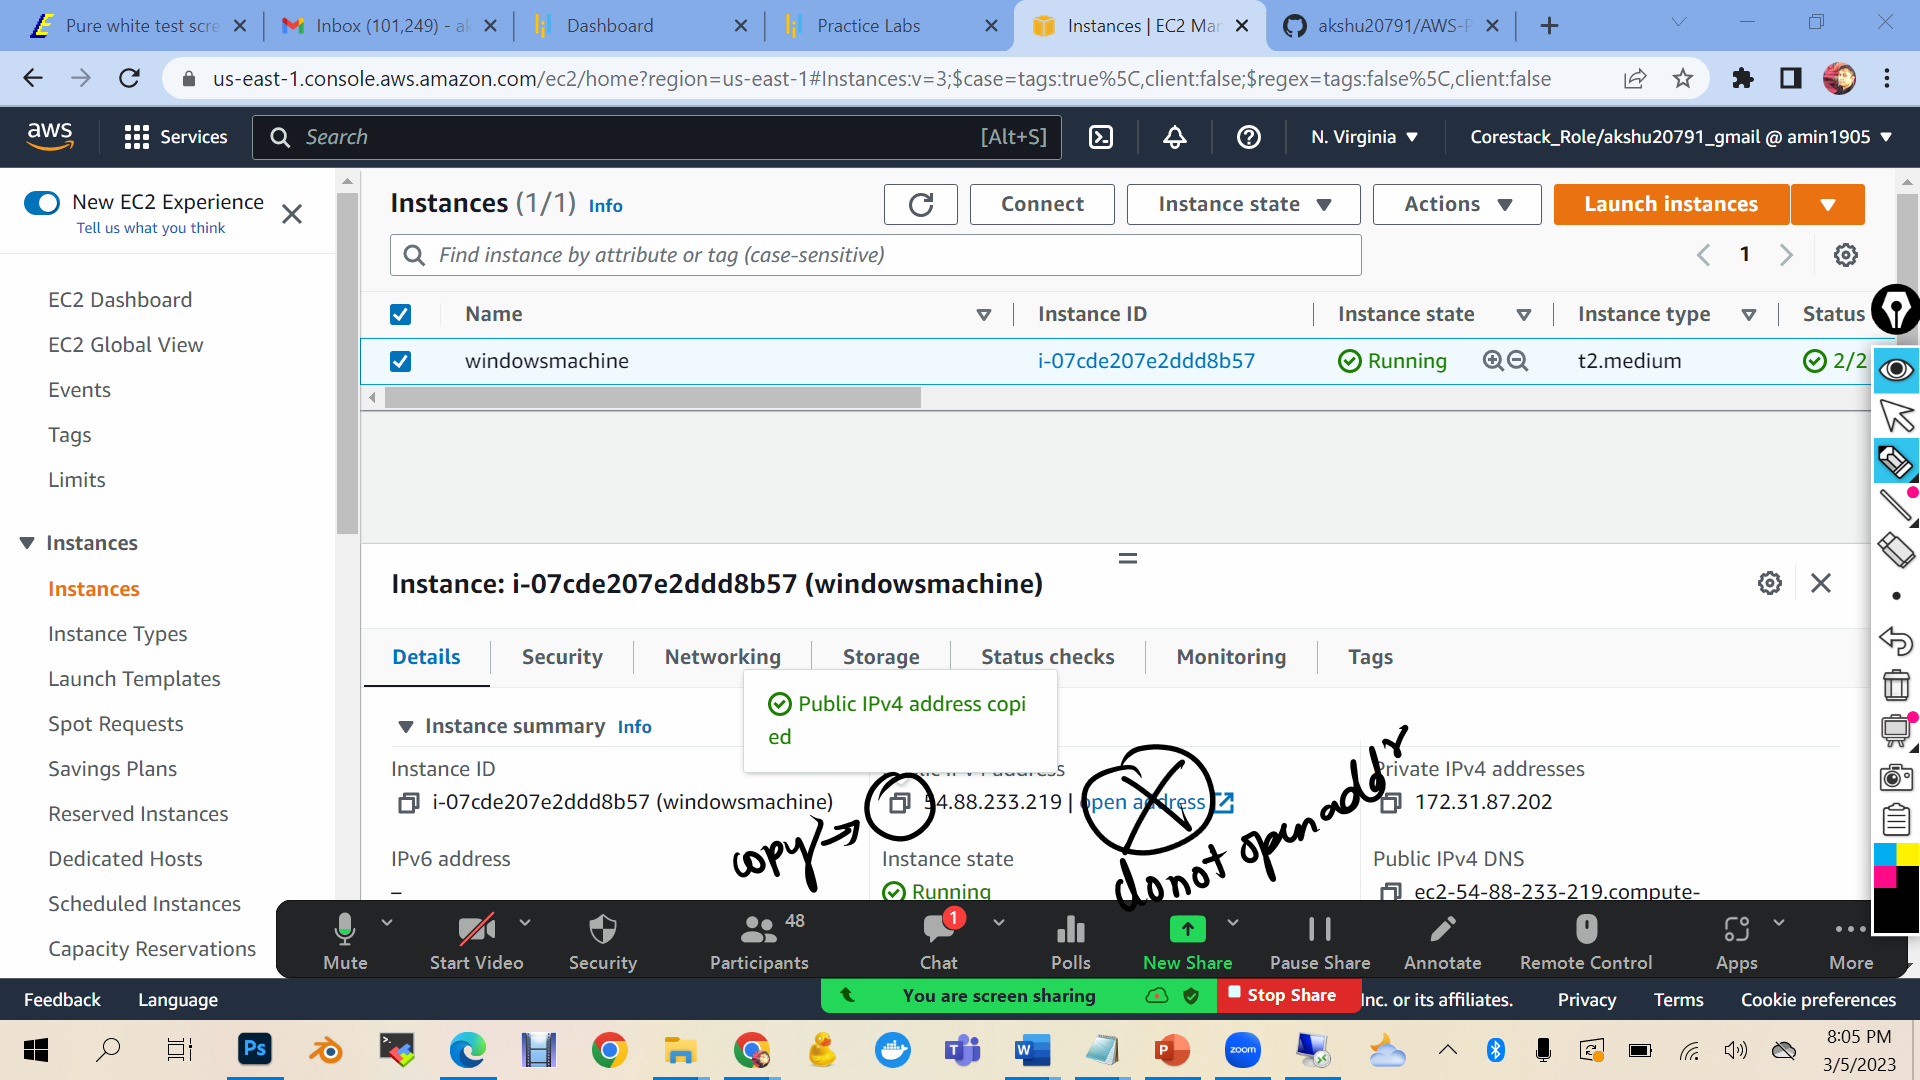 Pure white test scre
Inbox (101,249) - ak
Dashboard
Practice Labs
Instances | EC2 Mar
akshu20791/AWS-P
us-east-1.console.aws.amazon.com/ec2/home?region=us-east-1#Instances:v=3;$case=tags:true%5C,client:false;$regex=tags:false%5C,client:false
aws
Services
Search
[Alt+S]
N. Virginia
Corestack_Role/akshu20791_gmail @ amin1905
New EC2 Experience
Tell us what you think
Instances (1/1) Info
Connect
Instance state
Actions
Launch instances
Find instance by attribute or tag (case-sensitive)
1
Name
Instance ID
Instance state
Instance type
Status
windowsmachine
i-07cde207e2ddd8b57
Running
t2.medium
2/2
EC2 Dashboard
EC2 Global View
Events
Tags
Limits
Instances
Instances
Instance Types
Launch Templates
Spot Requests
Savings Plans
Reserved Instances
Dedicated Hosts
Scheduled Instances
Capacity Reservations
Instance: i-07cde207e2ddd8b57 (windowsmachine)
Details
Security
Networking
Storage
Status checks
Monitoring
Tags
Public IPv4 address copi
ed
Instance summary Info
Instance ID
Private IPv4 addresses
i-07cde207e2ddd8b57 (windowsmachine)
54.88.233.219 | open address
172.31.87.202
copy
donot open addr
IPv6 address
Instance state
Public IPv4 DNS
–
Running
ec2-54-88-233-219.compute-
Mute
Start Video
Security
48
Participants
1
Chat
Polls
New Share
Pause Share
Annotate
Remote Control
Apps
More
You are screen sharing
Stop Share
Feedback
Language
Inc. or its affiliates.
Privacy
Terms
Cookie preferences
Ps
W
P
zoom
8:05 PM
3/5/2023